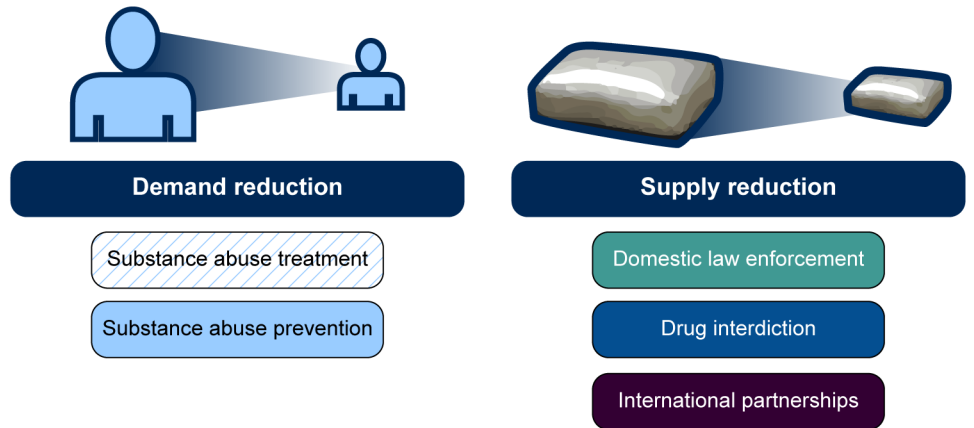 Demand reduction
Substance abuse treatment
Substance abuse prevention
Supply reduction
Domestic law enforcement
Drug interdiction
International partnerships